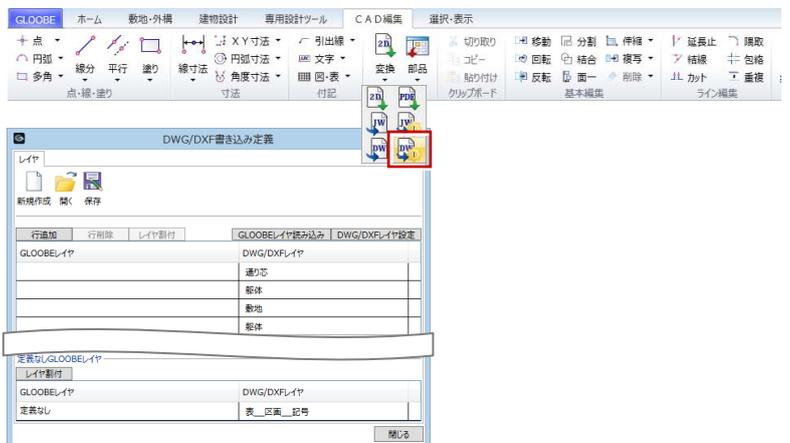 GLOOBE ホーム 敷地・外構 建物設計 専用設計ツール CAD編集 選択・表示
点 線分 平行 塗り 線寸法 XY寸法 引出線 変換 部品 切り取り 移動 分割 伸縮 延長止 隅取
円弧 円弧寸法 文字 コピー 回転 結合 複写 結線 包絡
多角 角度寸法 図・表 貼り付け 反転 面一 削除 カット 重複
点・線・塗り 寸法 付記 クリップボード 基本編集 ライン編集
2D PDF
JW JW
DW DW
DWG/DXF書き込み定義
レイヤ
新規作成 開く 保存
行追加 行削除 レイヤ割付 GLOOBEレイヤ読み込み DWG/DXFレイヤ設定
GLOOBEレイヤ DWG/DXFレイヤ
通り芯
躯体
敷地
躯体
定義なしGLOOBEレイヤ
レイヤ割付
GLOOBEレイヤ DWG/DXFレイヤ
定義なし 表__区画__記号
閉じる